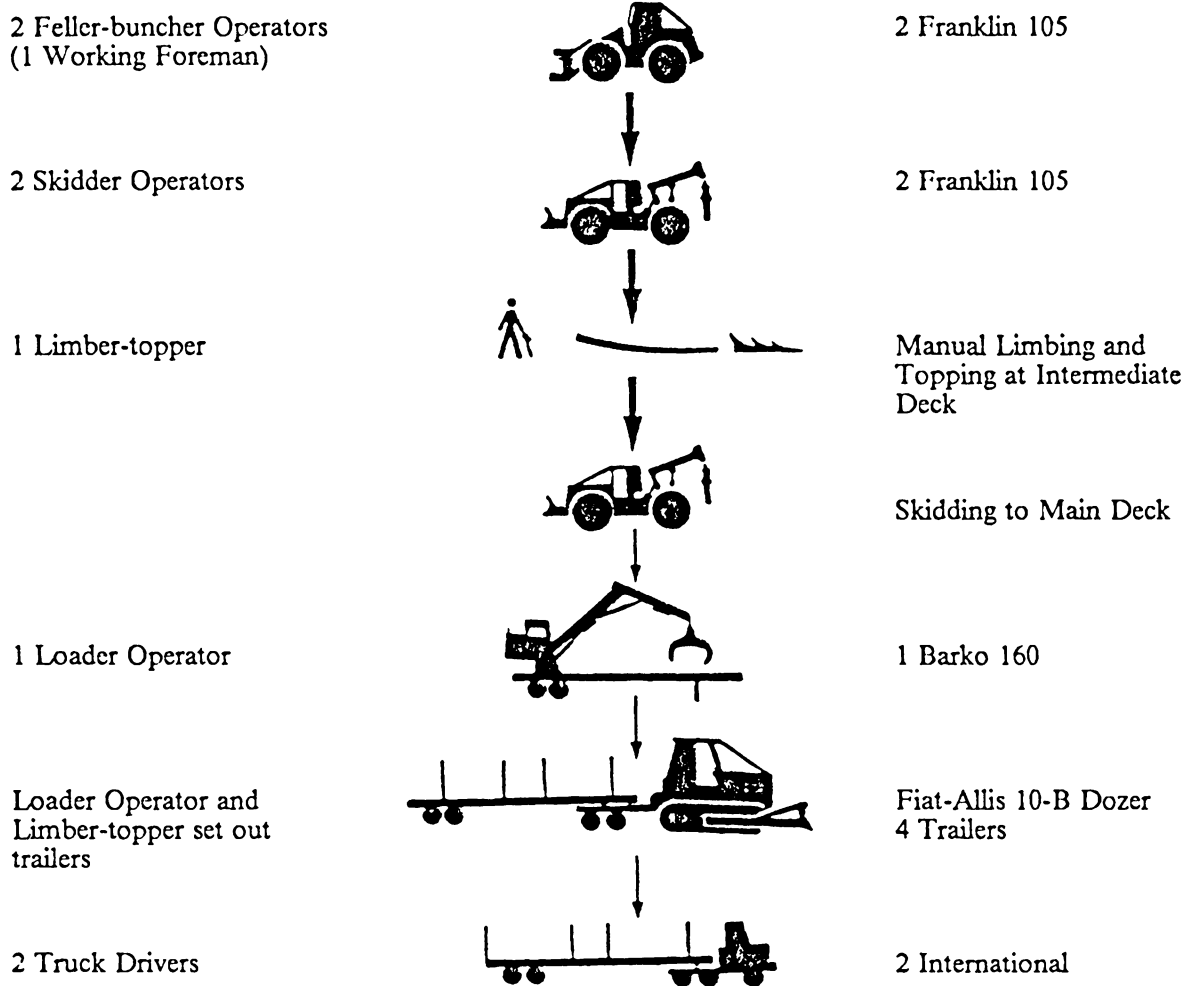 2 Feller-buncher Operators
(1 Working Foreman)
2 Franklin 105
2 Skidder Operators
2 Franklin 105
1 Limber-topper
Manual Limbing and
Topping at Intermediate
Deck
Skidding to Main Deck
1 Loader Operator
1 Barko 160
Loader Operator and
Limber-topper set out
trailers
Fiat-Allis 10-B Dozer
4 Trailers
2 Truck Drivers
2 International